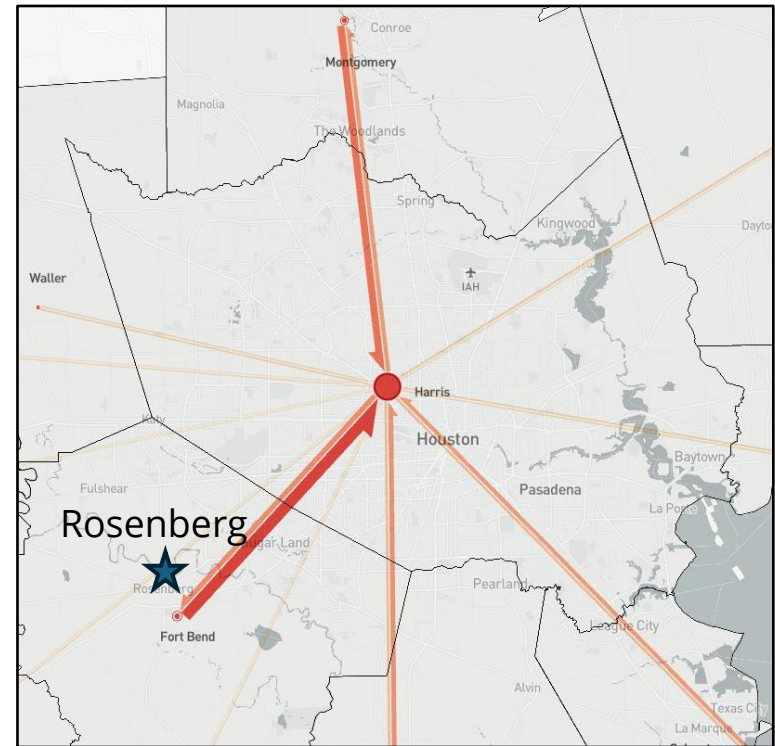 Conroe
Montgomery
Magnolia
The Woodlands
Spring
Kingwood
Dayto
IAH
Waller
Harris
Katy
Houston
Baytown
Fulshear
Pasadena
La Porte
Rosenberg
Sugar Land
Rosenberg
Pearland
Fort Bend
League City
Alvin
Texas City
La Marque